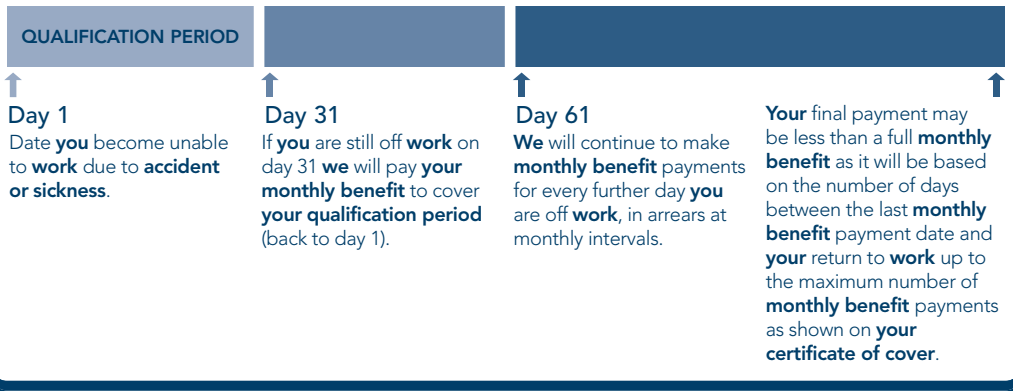 QUALIFICATION PERIOD
Day 1
Date you become unable
to work due to accident
or sickness.
Day 31
If you are still off work on
day 31 we will pay your
monthly benefit to cover
your qualification period
(back to day 1).
Day 61
We will continue to make
monthly benefit payments
for every further day you
are off work, in arrears at
monthly intervals.
Your final payment may
be less than a full monthly
benefit as it will be based
on the number of days
between the last monthly
benefit payment date and
your return to work up to
the maximum number of
monthly benefit payments
as shown on your
certificate of cover.